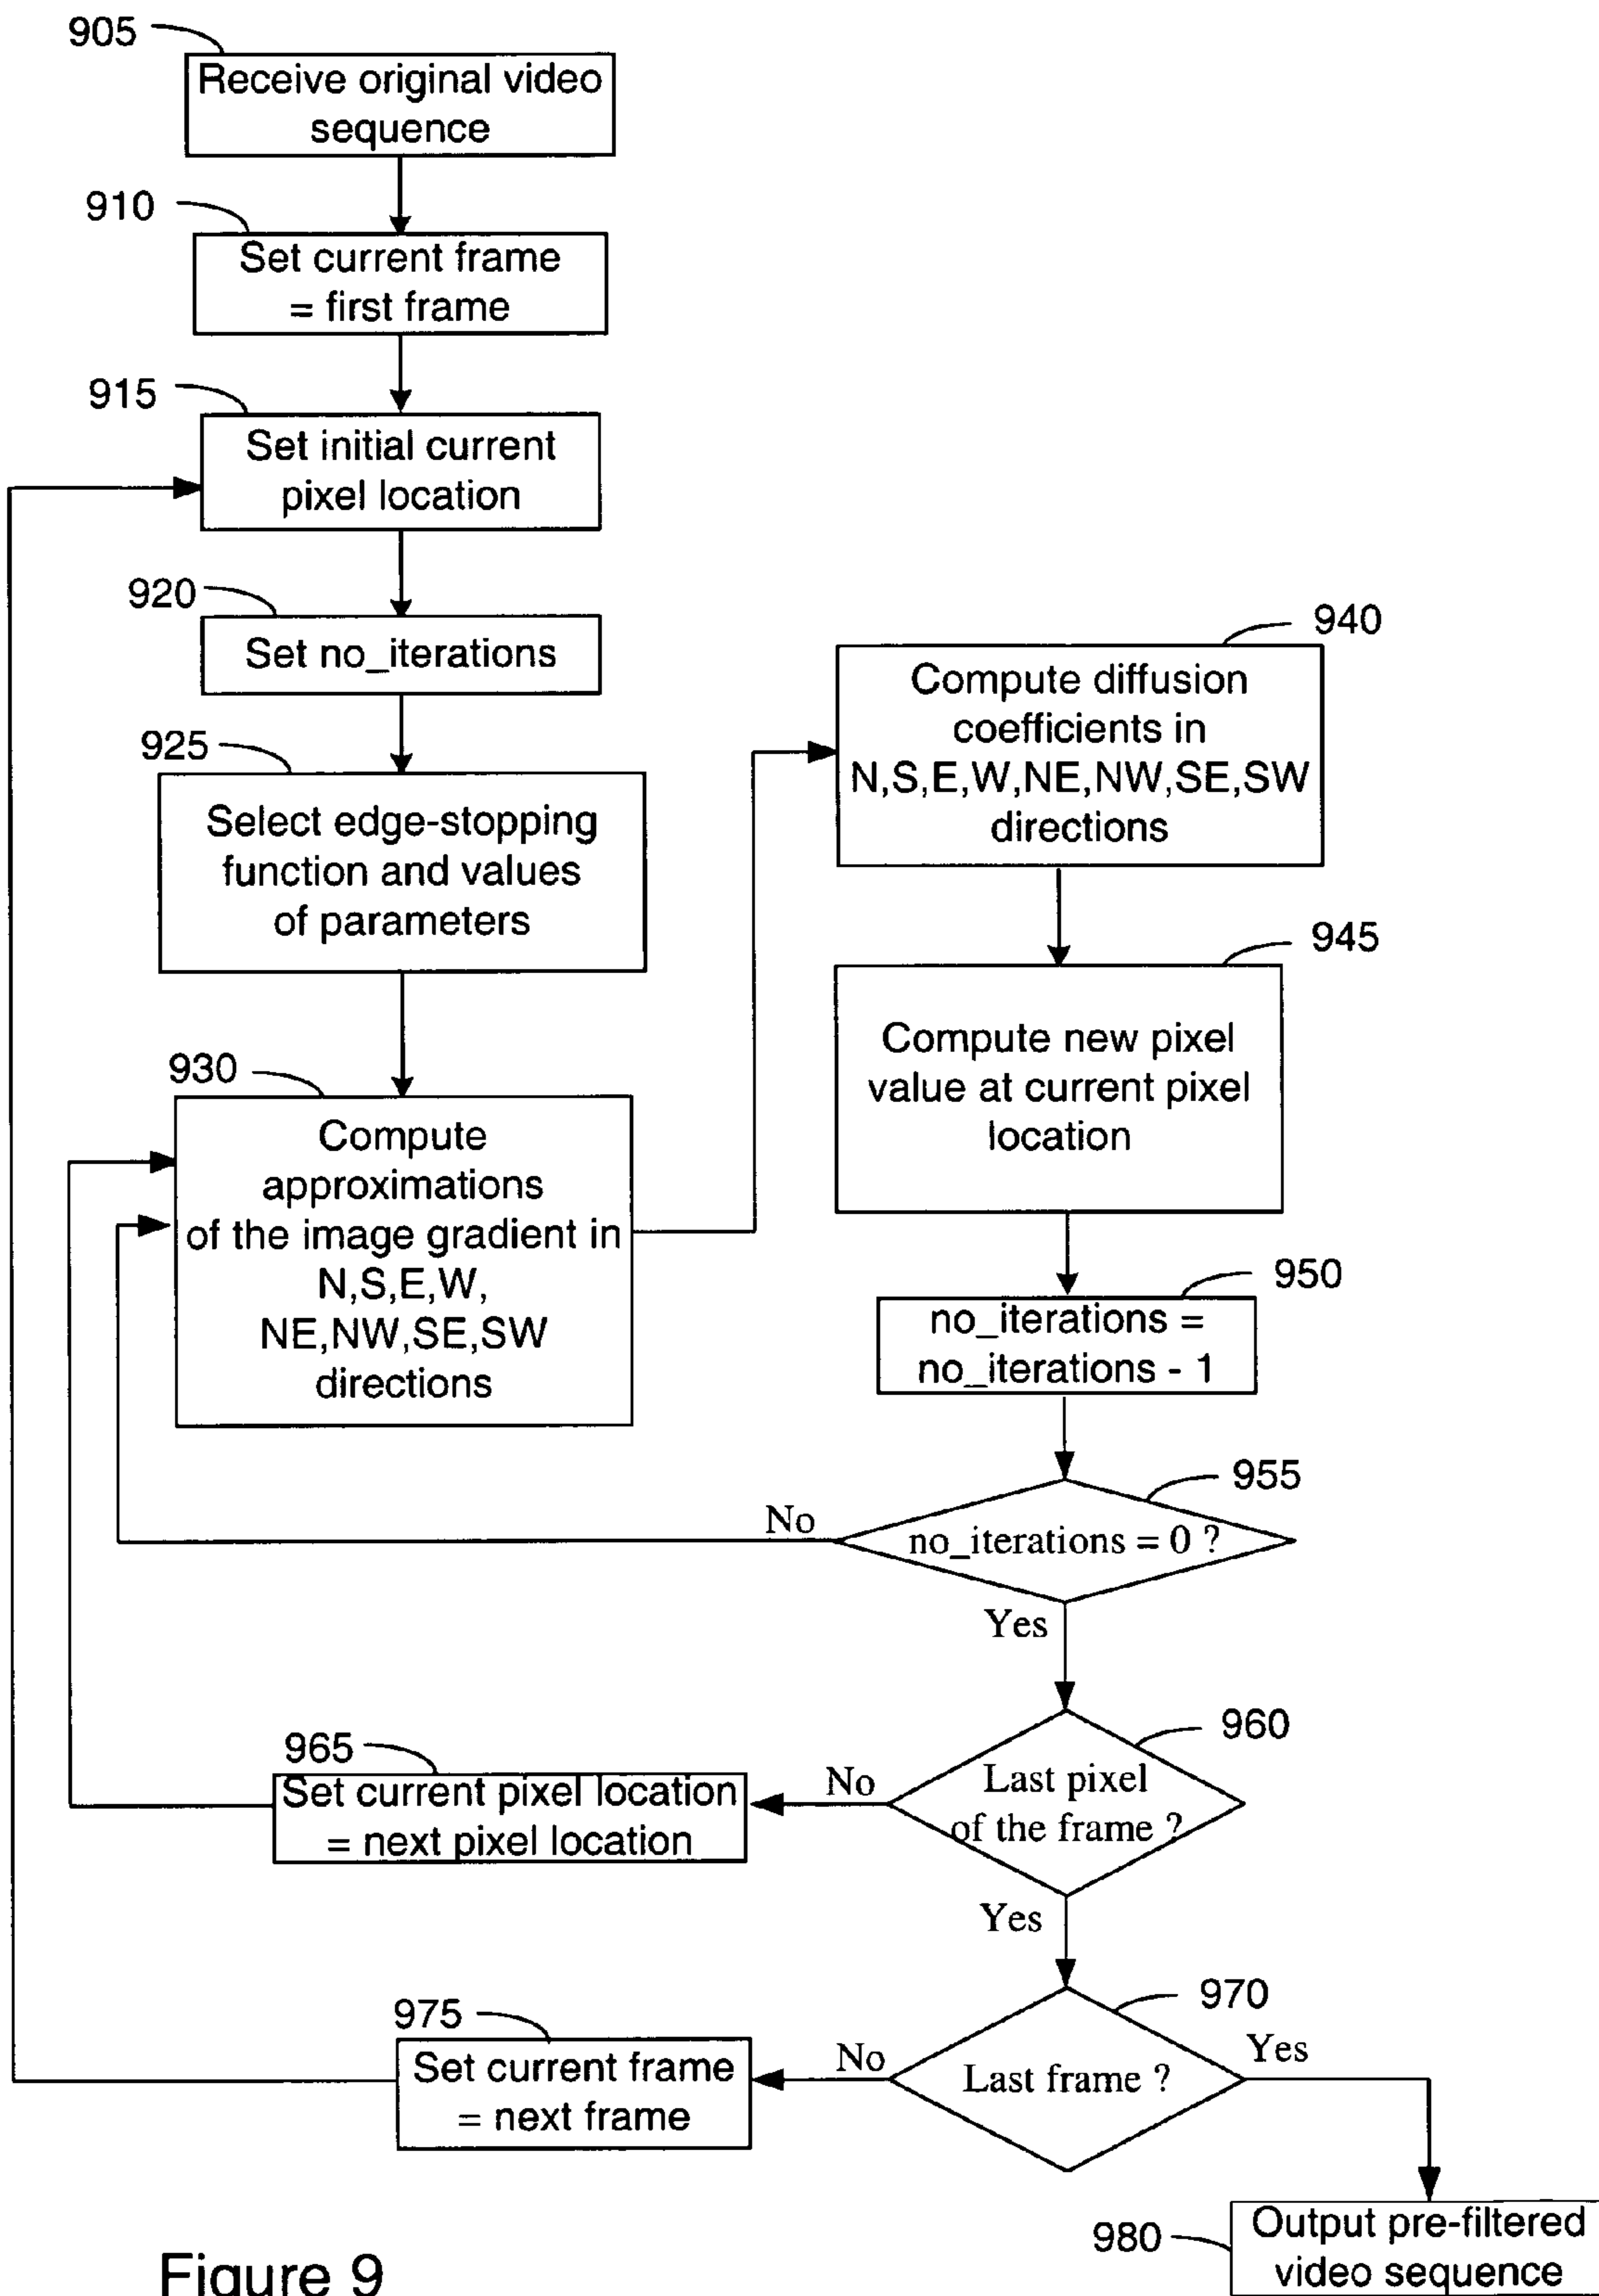 905
Receive original video
sequence
910
Set current frame
= first frame
915
Set initial current
pixel location
920
Set no_iterations
925
Select edge-stopping
function and values
of parameters
930
Compute
approximations
of the image gradient in
N,S,E,W,
NE,NW,SE,SW
directions
940
Compute diffusion
coefficients in
N,S,E,W,NE,NW,SE,SW
directions
945
Compute new pixel
value at current pixel
location
950
no_iterations =
no_iterations - 1
955
no_iterations = 0 ?
No
Yes
960
Last pixel
of the frame ?
No
Yes
965
Set current pixel location
= next pixel location
970
Last frame ?
No
Yes
975
Set current frame
= next frame
980
Output pre-filtered
video sequence
Figure 9